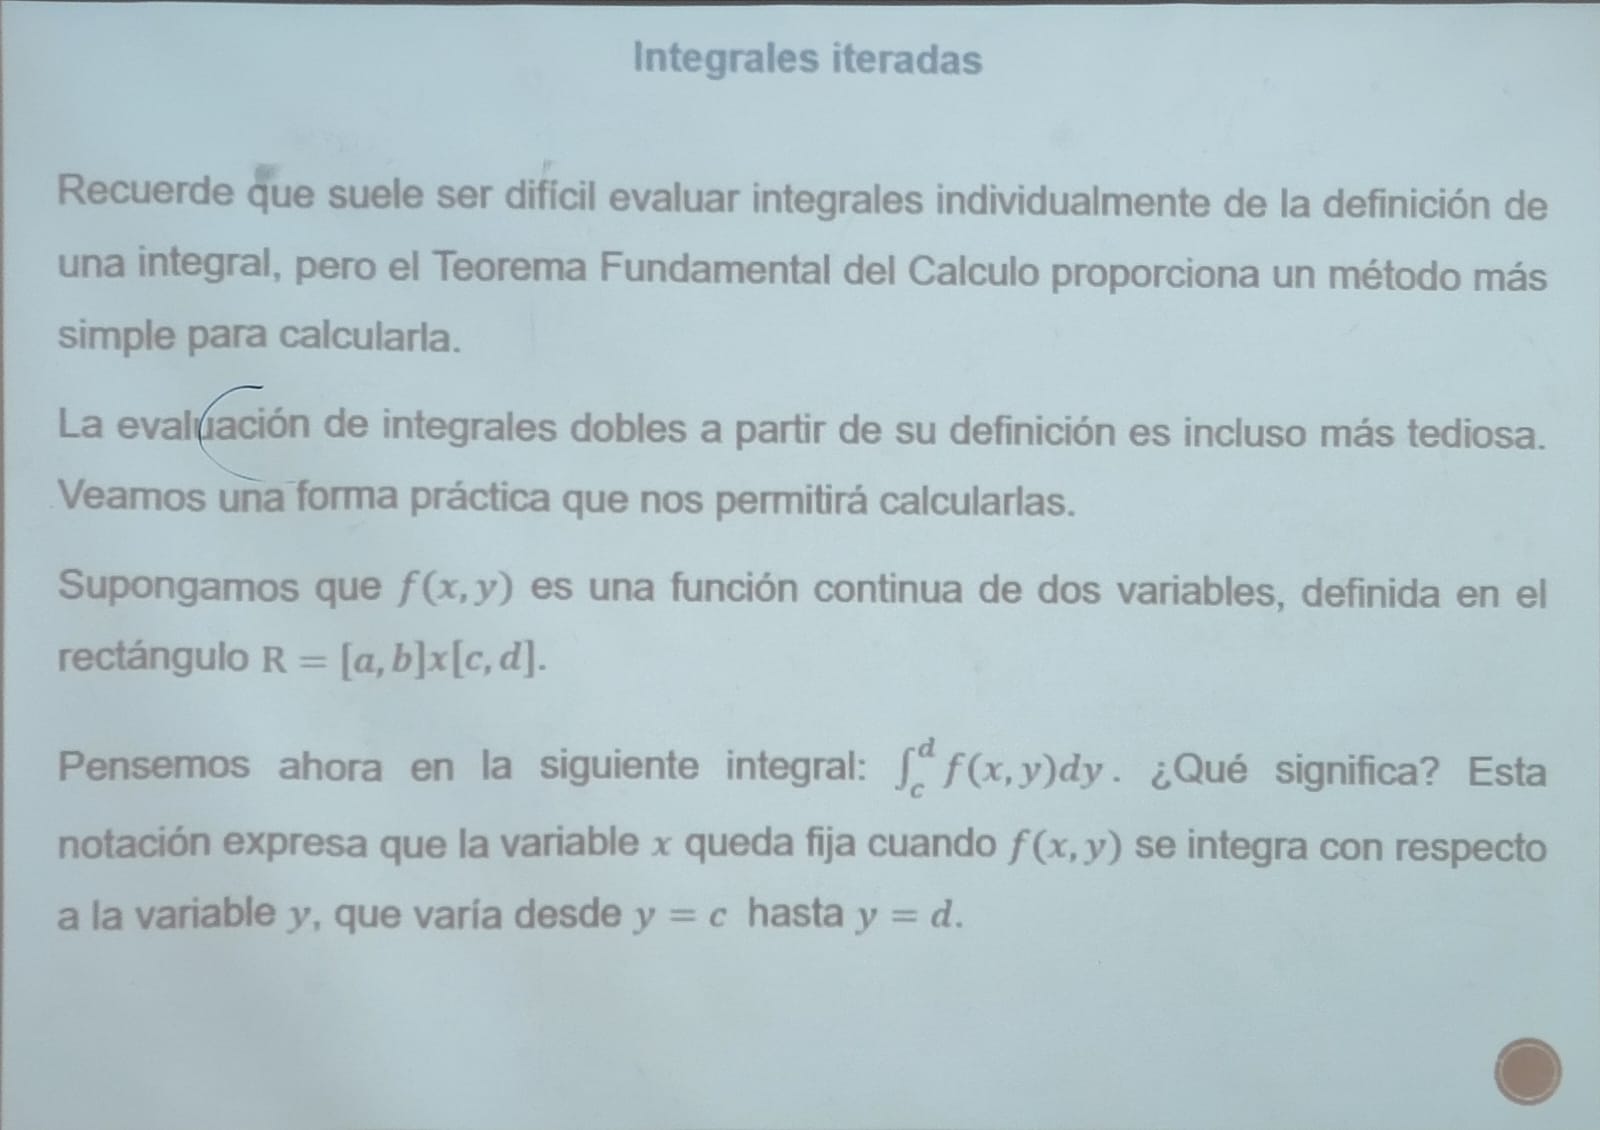 Integrales iteradas
Recuerde que suele ser difícil evaluar integrales individualmente de la definición de
una integral, pero el Teorema Fundamental del Calculo proporciona un método más
simple para calcularla.
La evaluación de integrales dobles a partir de su definición es incluso más tediosa.
Veamos una forma práctica que nos permitirá calcularlas.
Supongamos que f(x, y) es una función continua de dos variables, definida en el
rectángulo R = [a, b]x[c, d].
Pensemos ahora en la siguiente integral: ∫_c^d f(x, y)dy. ¿Qué significa? Esta
notación expresa que la variable x queda fija cuando f(x, y) se integra con respecto
a la variable y, que varía desde y = c hasta y = d.